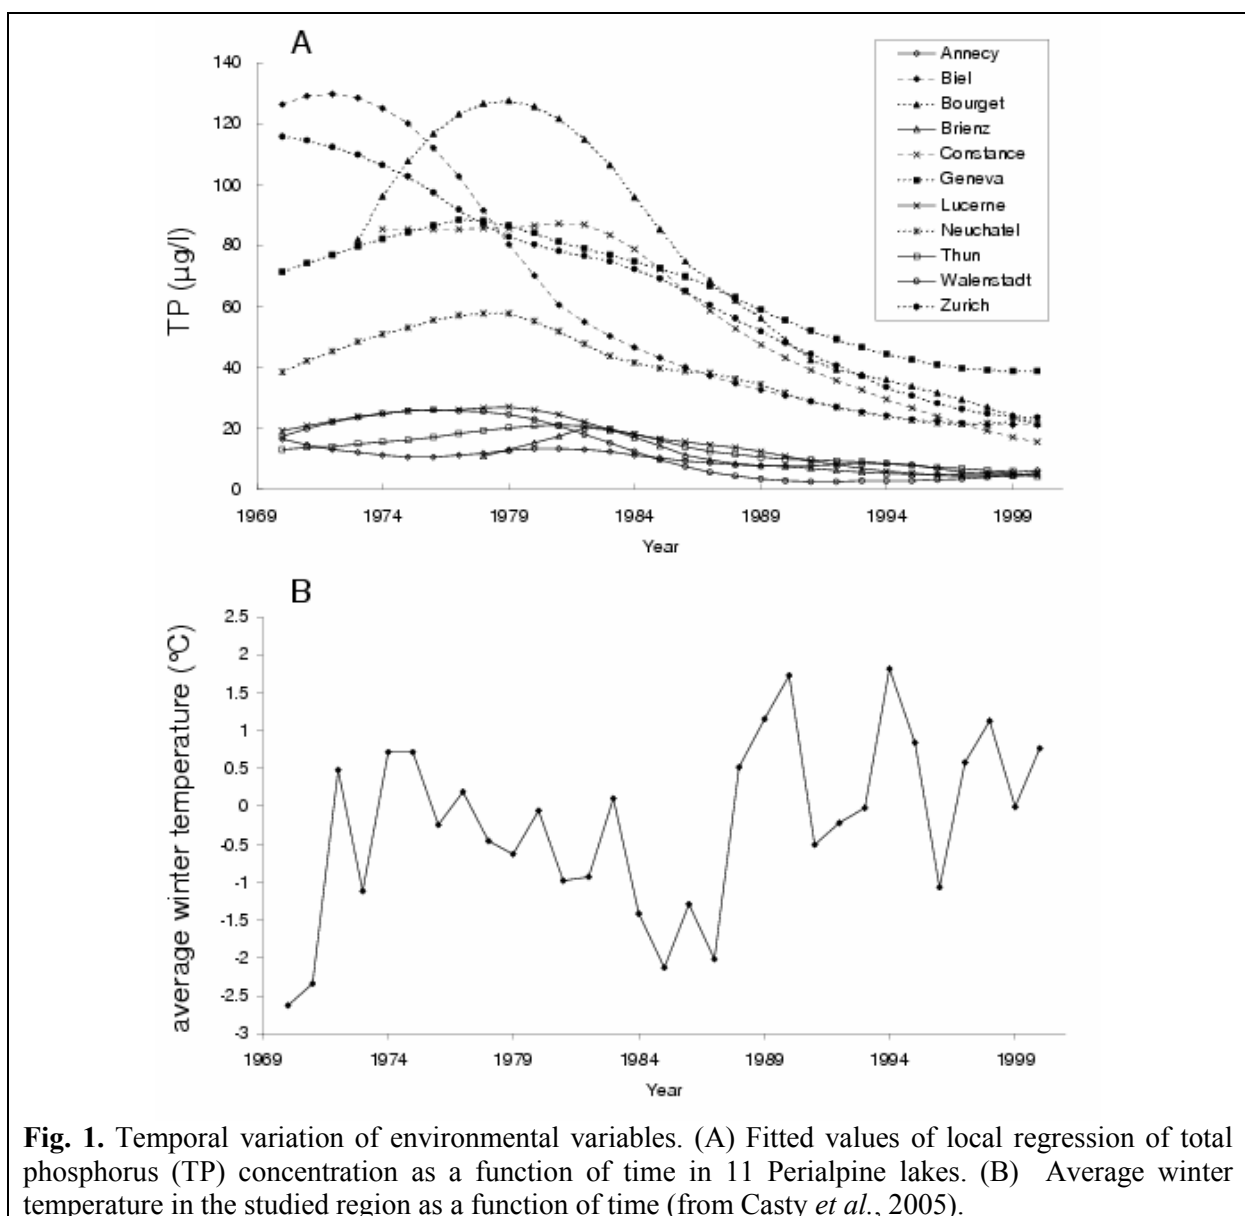 A
140
120
100
80
60
40
20
0
TP (µg/l)
1969 1974 1979 1984 1989 1994 1999
Year
Annecy
Biel
Bourget
Brienz
Constance
Geneva
Lucerne
Neuchatel
Thun
Walenstadt
Zurich
B
2.5
2
1.5
1
0.5
0
-0.5
-1
-1.5
-2
-2.5
-3
average winter temperature (°C)
1969 1974 1979 1984 1989 1994 1999
Year
Fig. 1. Temporal variation of environmental variables. (A) Fitted values of local regression of total
phosphorus (TP) concentration as a function of time in 11 Perialpine lakes. (B) Average winter
temperature in the studied region as a function of time (from Casty et al., 2005).